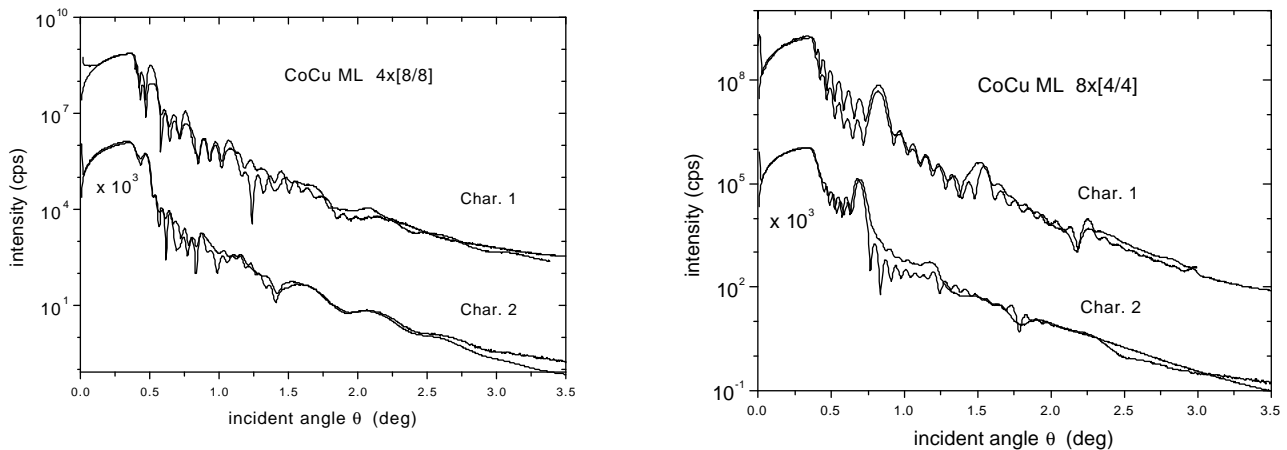 10^10
10^7
10^4
10^1
intensity (cps)
CoCu ML 4x[8/8]
x 10^3
Char. 1
Char. 2
0.0 0.5 1.0 1.5 2.0 2.5 3.0 3.5
incident angle θ (deg)
10^8
10^5
10^2
10^-1
intensity (cps)
CoCu ML 8x[4/4]
x 10^3
Char. 1
Char. 2
0.0 0.5 1.0 1.5 2.0 2.5 3.0 3.5
incident angle θ (deg)